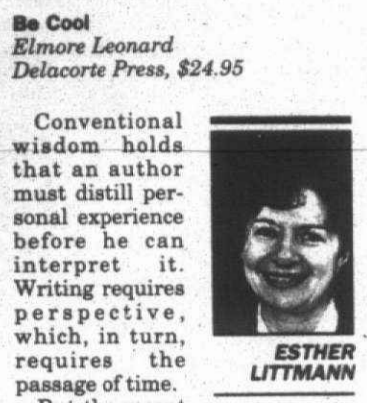 Be Cool
Elmore Leonard
Delacorte Press, $24.95
Conventional
wisdom holds
that an author
must distill per-
sonal experience
before he can
interpret it.
Writing requires
perspective,
which, in turn,
requires the
passage of time.
ESTHER
LITTMANN